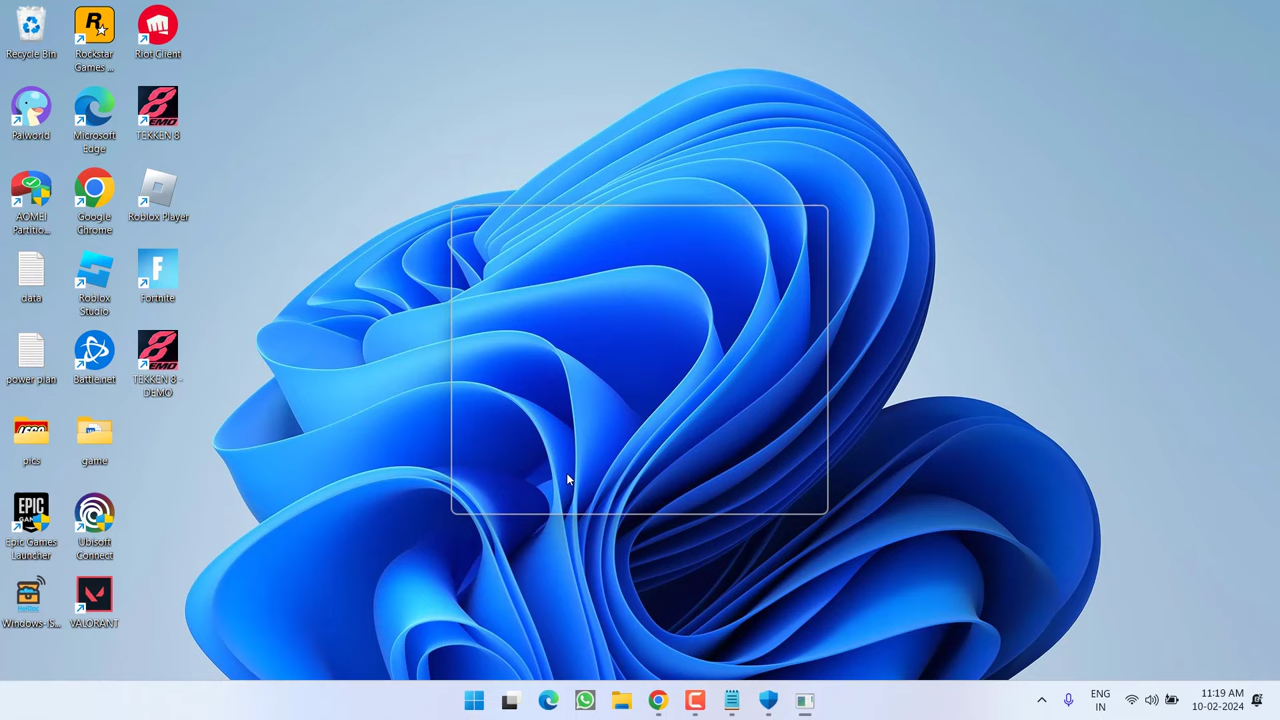 Recycle Bin
Rockstar
Games ...
Riot Client
Palworld
Microsoft
Edge
TEKKEN 8
AOMEI
Partitio...
Google
Chrome
Roblox Player
data
Roblox
Studio
Fortnite
power plan
Battle.net
TEKKEN 8 -
DEMO
pics
game
Epic Games
Launcher
Ubisoft
Connect
Windows-IS...
VALORANT
ENG
IN
11:19 AM
10-02-2024